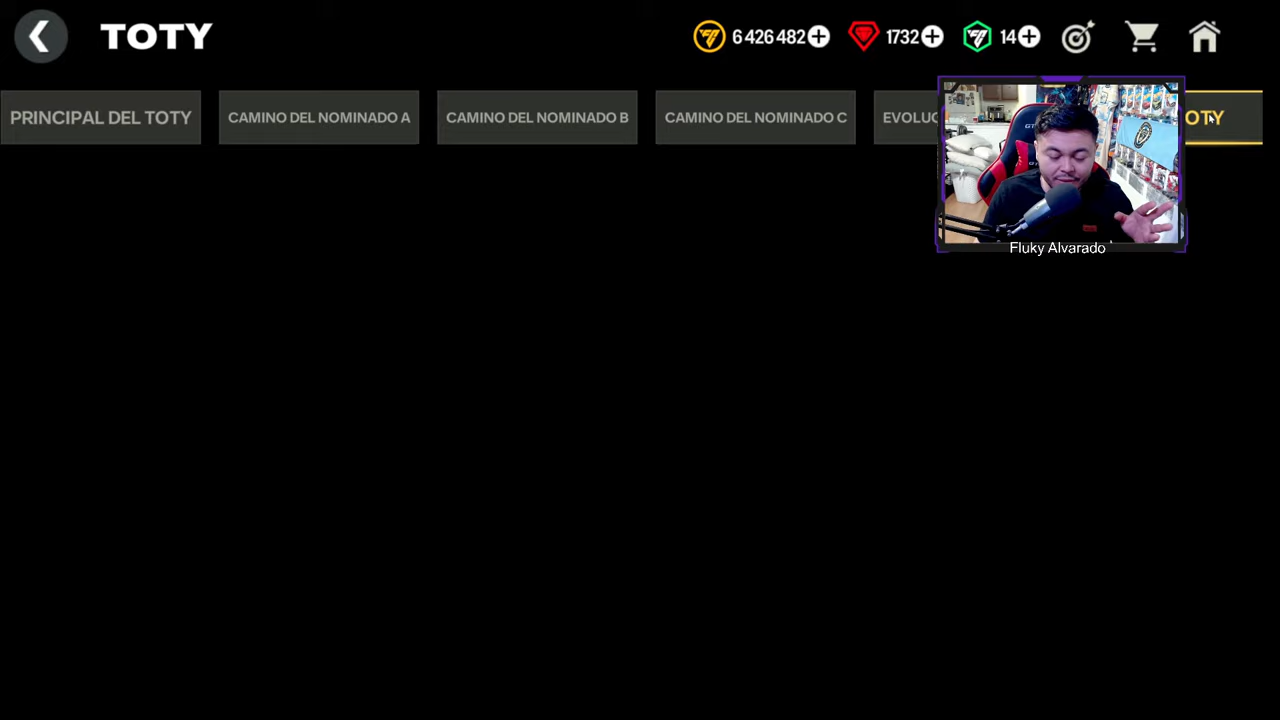 TOTY
6 426 482
1732
14
PRINCIPAL DEL TOTY
CAMINO DEL NOMINADO A
CAMINO DEL NOMINADO B
CAMINO DEL NOMINADO C
EVOLUC
OTY
Fluky Alvarado